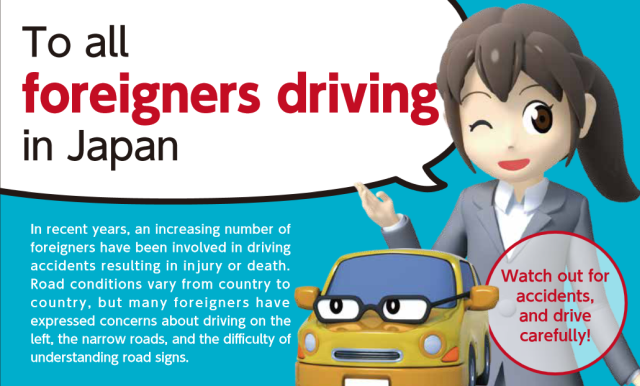 To all
foreigners driving
in Japan
In recent years, an increasing number of
foreigners have been involved in driving
accidents resulting in injury or death.
Road conditions vary from country to
country, but many foreigners have
expressed concerns about driving on the
left, the narrow roads, and the difficulty of
understanding road signs.
Watch out for
accidents,
and drive
carefully!